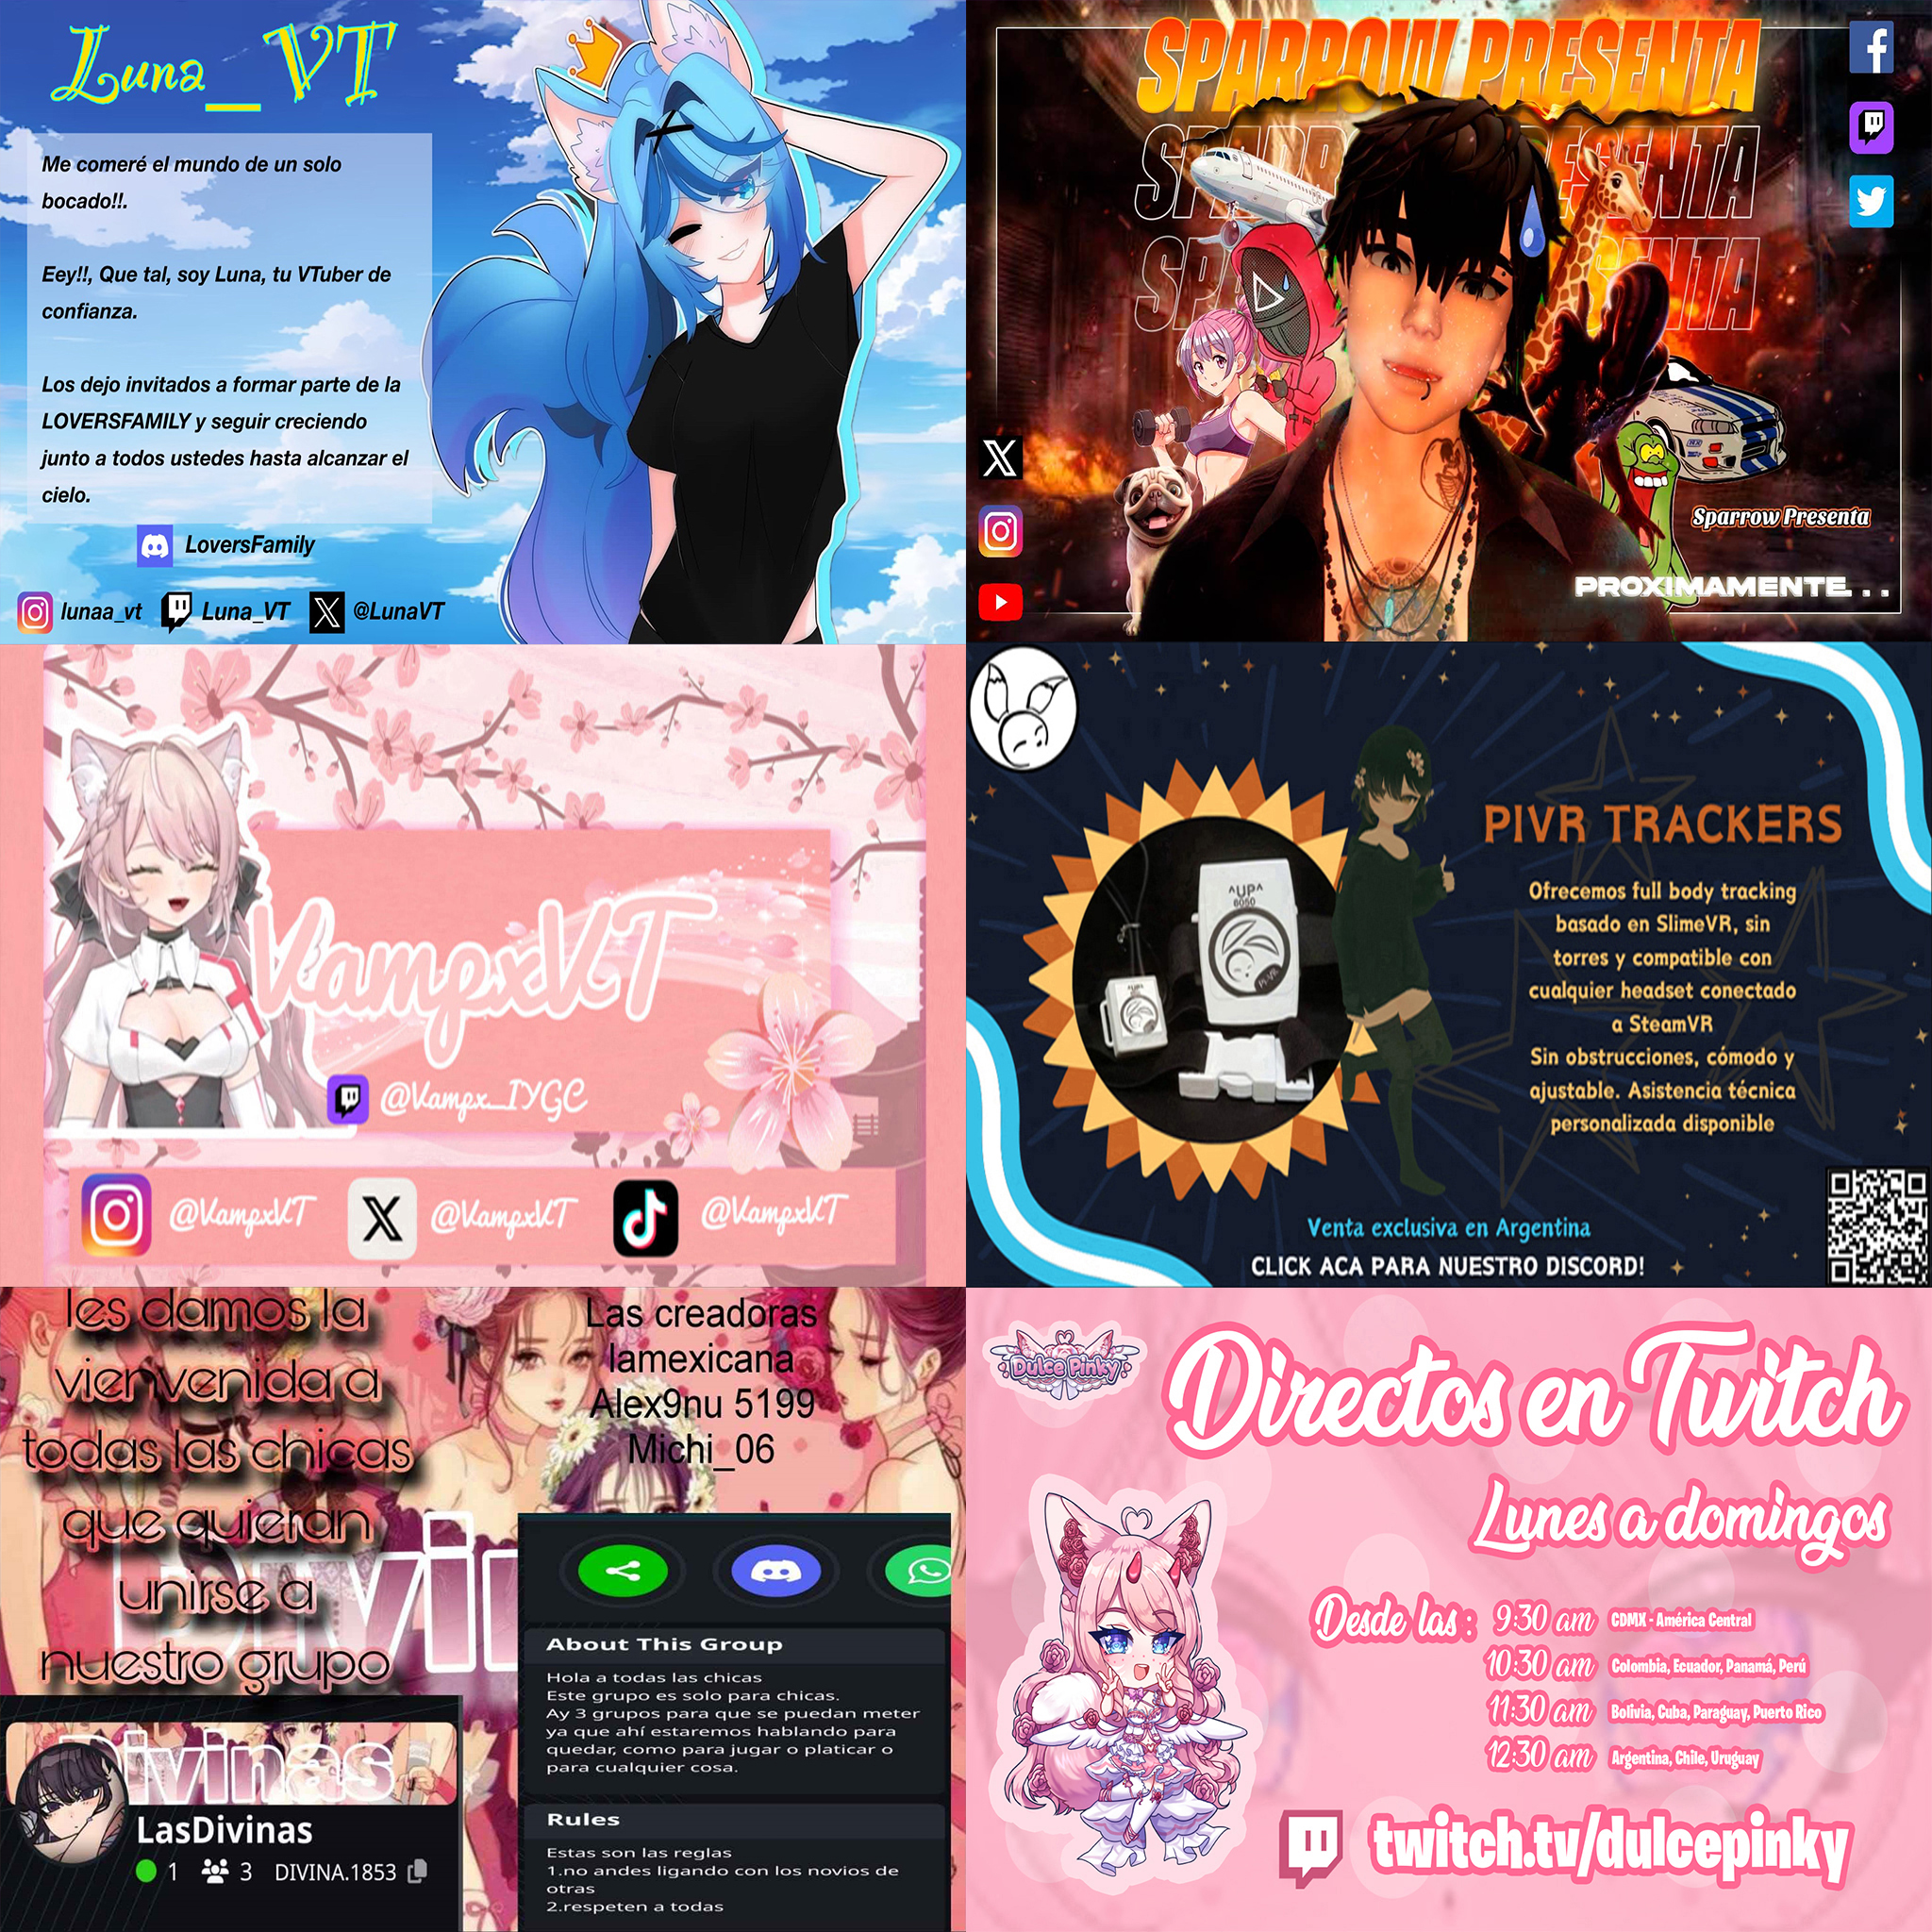 Luna_VT
Me comeré el mundo de un solo
bocado!!.
Eey!!, Que tal, soy Luna, tu VTuber de
confianza.
Los dejo invitados a formar parte de la
LOVERSFAMILY y seguir creciendo
junto a todos ustedes hasta alcanzar el
cielo.
LoversFamily
lunaa_vt
Luna_VT
@LunaVT
SPARROW PRESENTA
Sparrow Presenta
PROXIMAMENTE...
VampxVT
@Vampx_IYGC
@VampxVT
@VampxVT
@VampxVT
^UP^
6050
PI-VR
PIVR TRACKERS
Ofrecemos full body tracking
basado en SlimeVR, sin
torres y compatible con
cualquier headset conectado
a SteamVR
Sin obstrucciones, cómodo y
ajustable. Asistencia técnica
personalizada disponible
Venta exclusiva en Argentina
CLICK ACA PARA NUESTRO DISCORD!
les damos la
vienvenida a
todas las chicas
que quieran
unirse a
nuestro grupo
Las creadoras
lamexicana
Alex9nu 5199
Michi_06
Divinas
LasDivinas
1 3 DIVINA.1853
About This Group
Hola a todas las chicas
Este grupo es solo para chicas.
Ay 3 grupos para que se puedan meter
ya que ahí estaremos hablando para
quedar, como para jugar o platicar o
para cualquier cosa.
Rules
Estas son las reglas
1.no andes ligando con los novios de
otras
2.respeten a todas
Dulce Pinky
Directos en Twitch
Lunes a domingos
Desde las: 9:30 am CDMX - América Central
10:30 am Colombia, Ecuador, Panamá, Perú
11:30 am Bolivia, Cuba, Paraguay, Puerto Rico
12:30 am Argentina, Chile, Uruguay
twitch.tv/dulcepinky